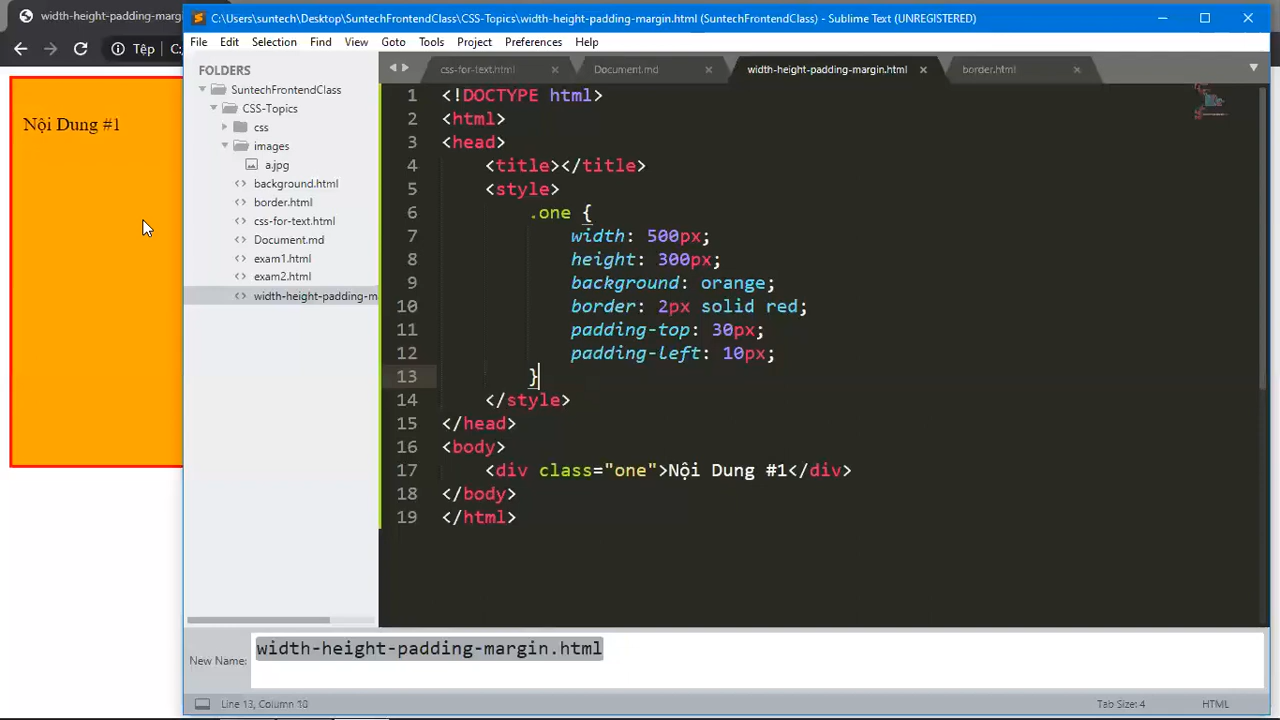 width-height-padding-marg
C:\Users\suntech\Desktop\SuntechFrontendClass\CSS-Topics\width-height-padding-margin.html (SuntechFrontendClass) - Sublime Text (UNREGISTERED)
File Edit Selection Find View Goto Tools Project Preferences Help
Tệp C:
FOLDERS
SuntechFrontendClass
CSS-Topics
css
images
a.jpg
background.html
border.html
css-for-text.html
Document.md
exam1.html
exam2.html
width-height-padding-m
css-for-text.html Document.md width-height-padding-margin.html border.html
Nội Dung #1
1 <!DOCTYPE html>
2 <html>
3 <head>
4 <title></title>
5 <style>
6 .one {
7 width: 500px;
8 height: 300px;
9 background: orange;
10 border: 2px solid red;
11 padding-top: 30px;
12 padding-left: 10px;
13 }
14 </style>
15 </head>
16 <body>
17 <div class="one">Nội Dung #1</div>
18 </body>
19 </html>
New Name: width-height-padding-margin.html
Line 13, Column 10 Tab Size: 4 HTML